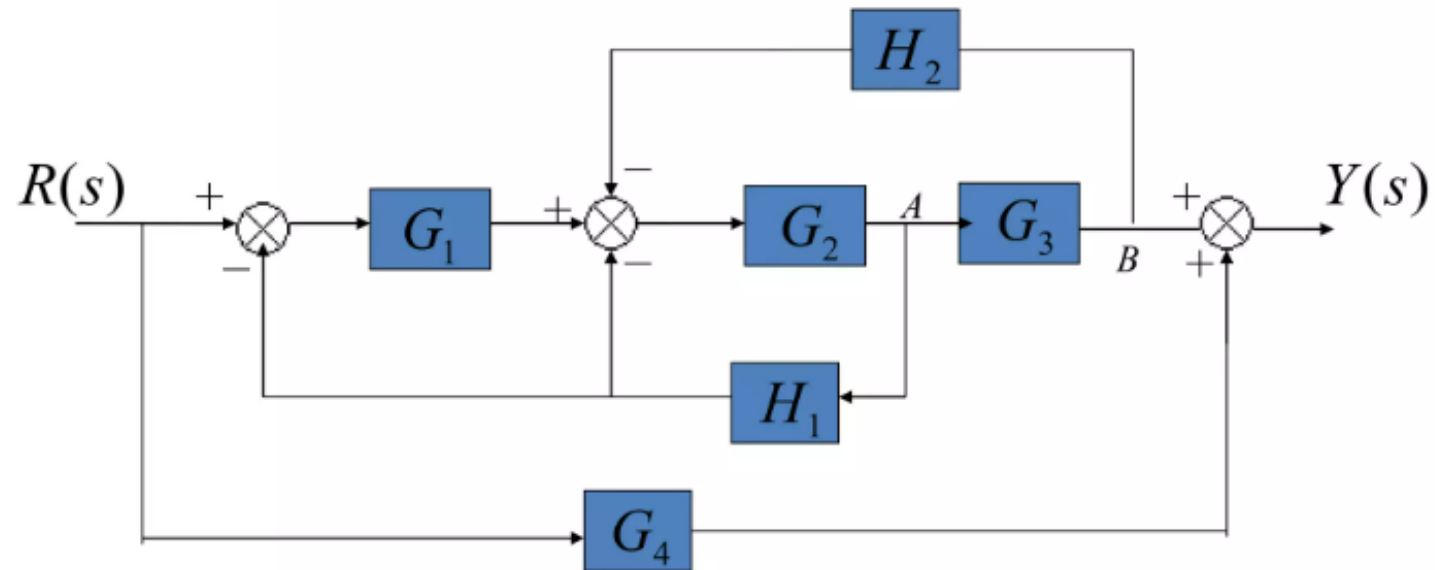 H₂
−
R(s) + G₁ + G₂ A G₃ + Y(s)
− − B +
H₁
G₄